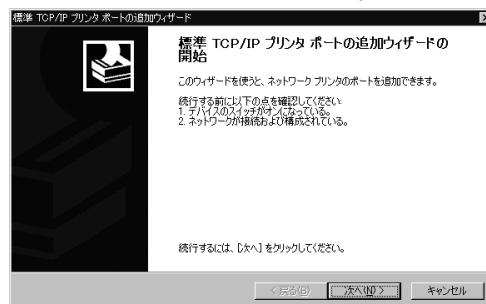 標準 TCP/IP プリンタ ポートの追加ウィザード
標準 TCP/IP プリンタ ポートの追加ウィザードの
開始
このウィザードを使うと、ネットワーク プリンタのポートを追加できます。
続行する前に以下の点を確認してください:
1. デバイスのスイッチがオンになっている。
2. ネットワークが接続および構成されている。
続行するには、[次へ] をクリックしてください。
< 戻る(B)
次へ(N) >
キャンセル